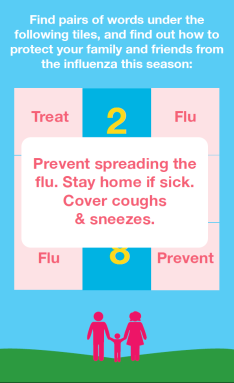 Find pairs of words under the
following tiles, and find out how to
protect your family and friends from
the influenza this season:
Treat 2 Flu
Prevent spreading the
flu. Stay home if sick.
Cover coughs
& sneezes.
Flu 8 Prevent